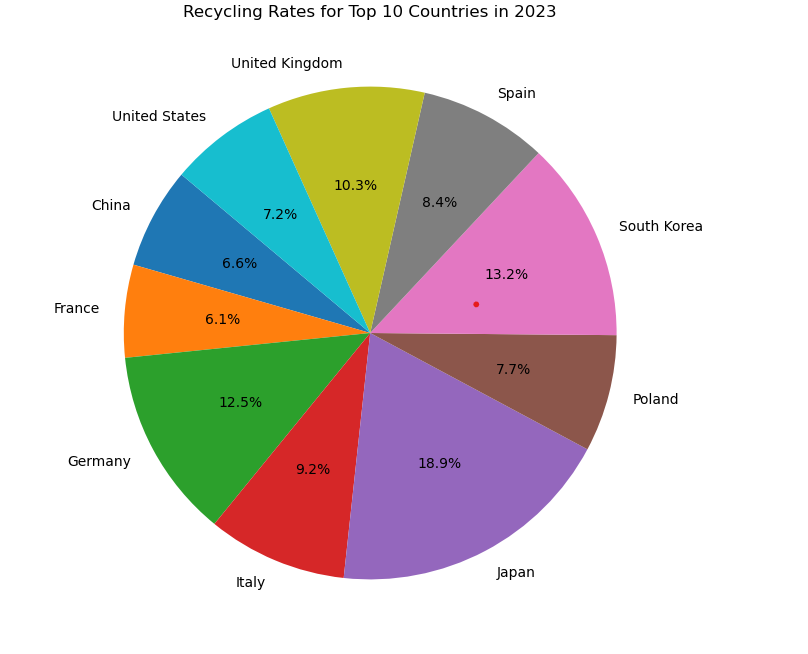 Recycling Rates for Top 10 Countries in 2023
United Kingdom
Spain
United States
10.3%
8.4%
China
7.2%
South Korea
6.6%
13.2%
France
6.1%
7.7%
Poland
12.5%
Germany
9.2%
18.9%
Italy
Japan